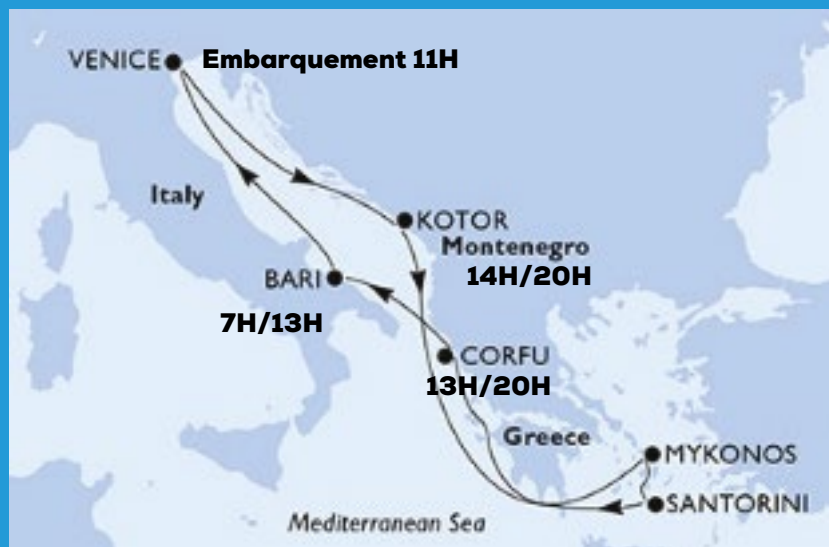 VENICE Embarquement 11H
Italy
KOTOR
Montenegro
14H/20H
BARI
7H/13H
CORFU
13H/20H
Greece
MYKONOS
SANTORINI
Mediterranean Sea